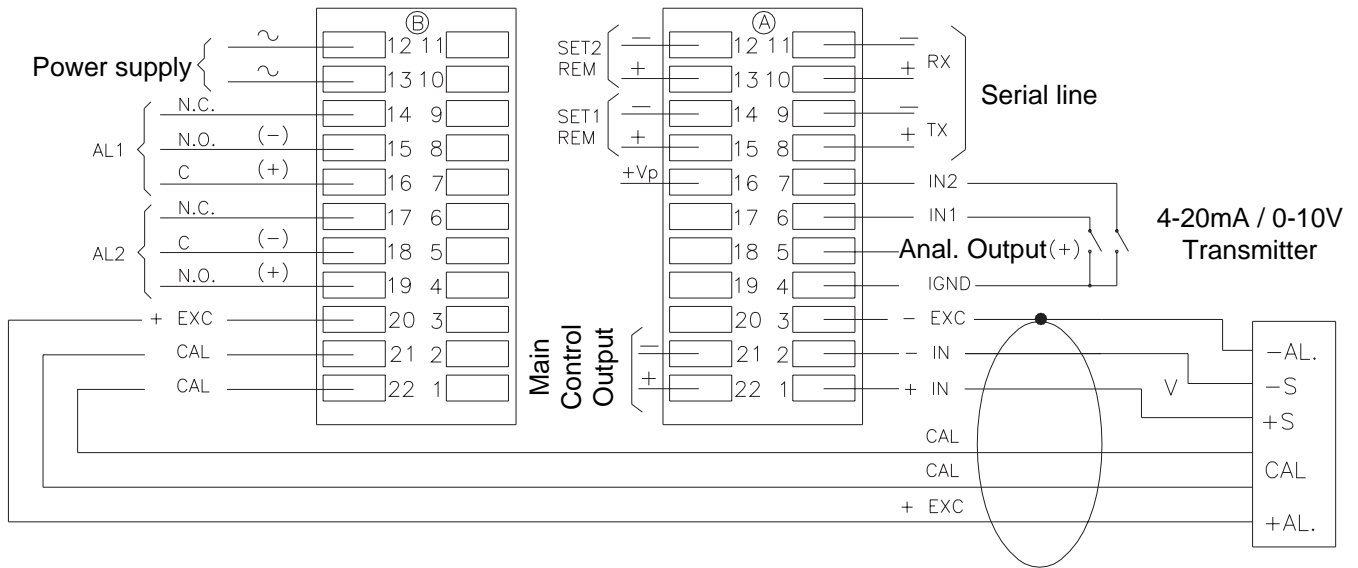 Ⓑ
Power supply
∼
∼
12 11
13 10
14 9
15 8
16 7
17 6
18 5
19 4
20 3
21 2
22 1
AL1
N.C.
N.O. (−)
C (+)
AL2
N.C.
C (−)
N.O. (+)
+ EXC
CAL
CAL
Ⓐ
SET2
REM
−
+
SET1
REM
−
+
+Vp
12 11
13 10
14 9
15 8
16 7
17 6
18 5
19 4
20 3
21 2
22 1
Main
Control
Output
−
+
−
+ RX
−
+ TX
Serial line
IN2
IN1
Anal. Output (+)
IGND
− EXC
− IN
+ IN
V
CAL
CAL
+ EXC
4-20mA / 0-10V
Transmitter
−AL.
−S
+S
CAL
+AL.